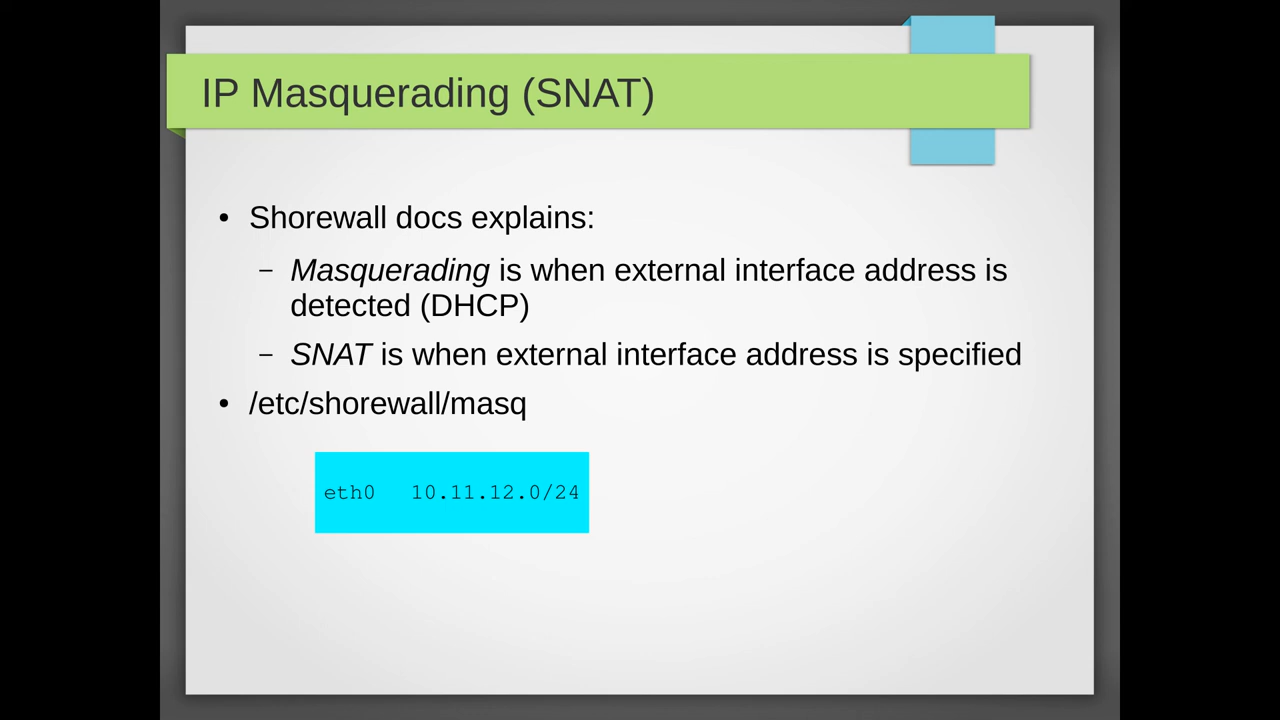 IP Masquerading (SNAT)
• Shorewall docs explains:
– Masquerading is when external interface address is
detected (DHCP)
– SNAT is when external interface address is specified
• /etc/shorewall/masq
eth0 10.11.12.0/24